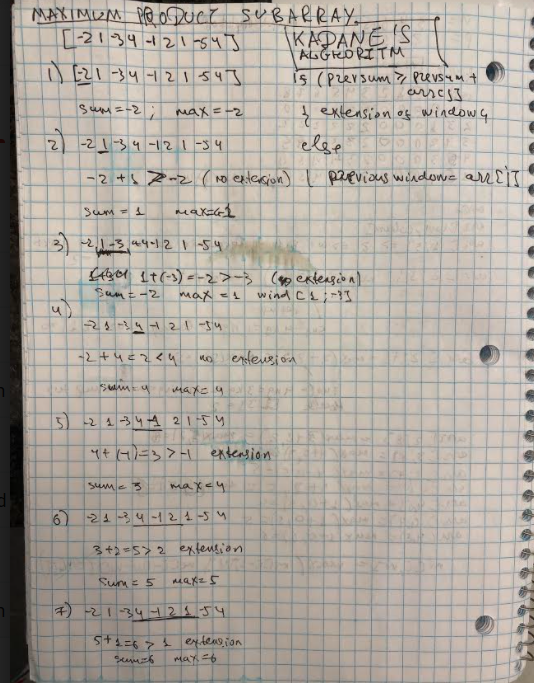 MAXIMUM PRODUCT SUBARRAY.
[-2 1 -3 4 -1 2 1 -5 4]
KADANE'S
ALGHORITM
1) [-2 1 -3 4 -1 2 1 -5 4]
is (prevsum ≥ prevsum +
arr[i]
sum = -2 ; max = -2
} extension of window
2) -2 1 -3 4 -1 2 1 -5 4
else
-2 + 1 > -2 (no extension)
previous window = arr[i]
sum = 1 max = 1
3) -2 1 -3 4 -1 2 1 -5 4
1 + (-3) = -2 > -3 (extension)
sum = -2 max = 1 wind [1 ; -3]
4)
-2 1 -3 4 -1 2 1 -5 4
-2 + 4 = 2 < 4 no extension
sum = 4 max = 4
5) -2 1 -3 4 -1 2 1 -5 4
4 + (-1) = 3 > -1 extension
sum = 3 max = 4
6) -2 1 -3 4 -1 2 1 -5 4
3 + 2 = 5 > 2 extension
sum = 5 max = 5
7) -2 1 -3 4 -1 2 1 -5 4
5 + 1 = 6 > 1 extension
sum = 6 max = 6